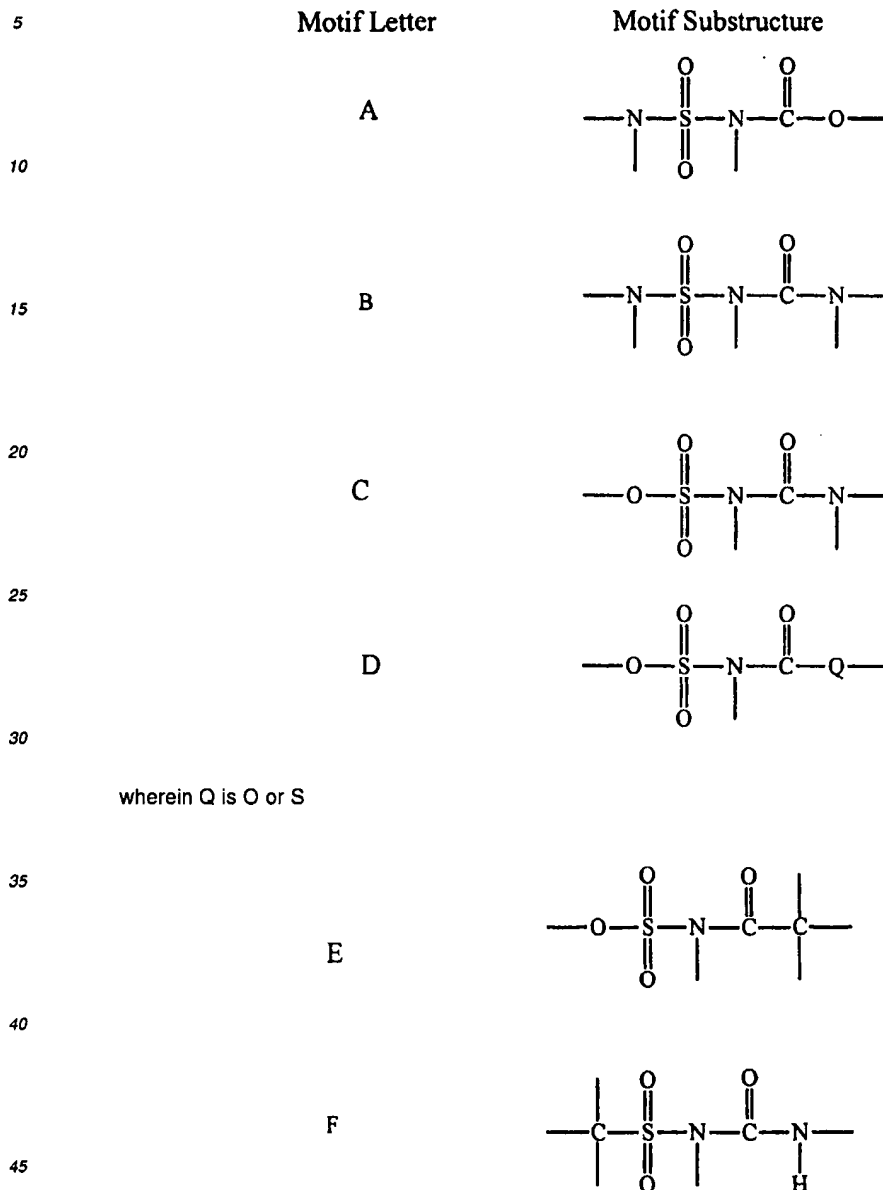 5 Motif Letter Motif Substructure
O O
A —N—S—N—C—O—
10 O
O O
15 B —N—S—N—C—N—
O
20 O O
C —O—S—N—C—N—
O
25
O O
D —O—S—N—C—Q—
O
30
wherein Q is O or S
35 O O
E —O—S—N—C—C—
O
40
O O
F —C—S—N—C—N—
45 O H